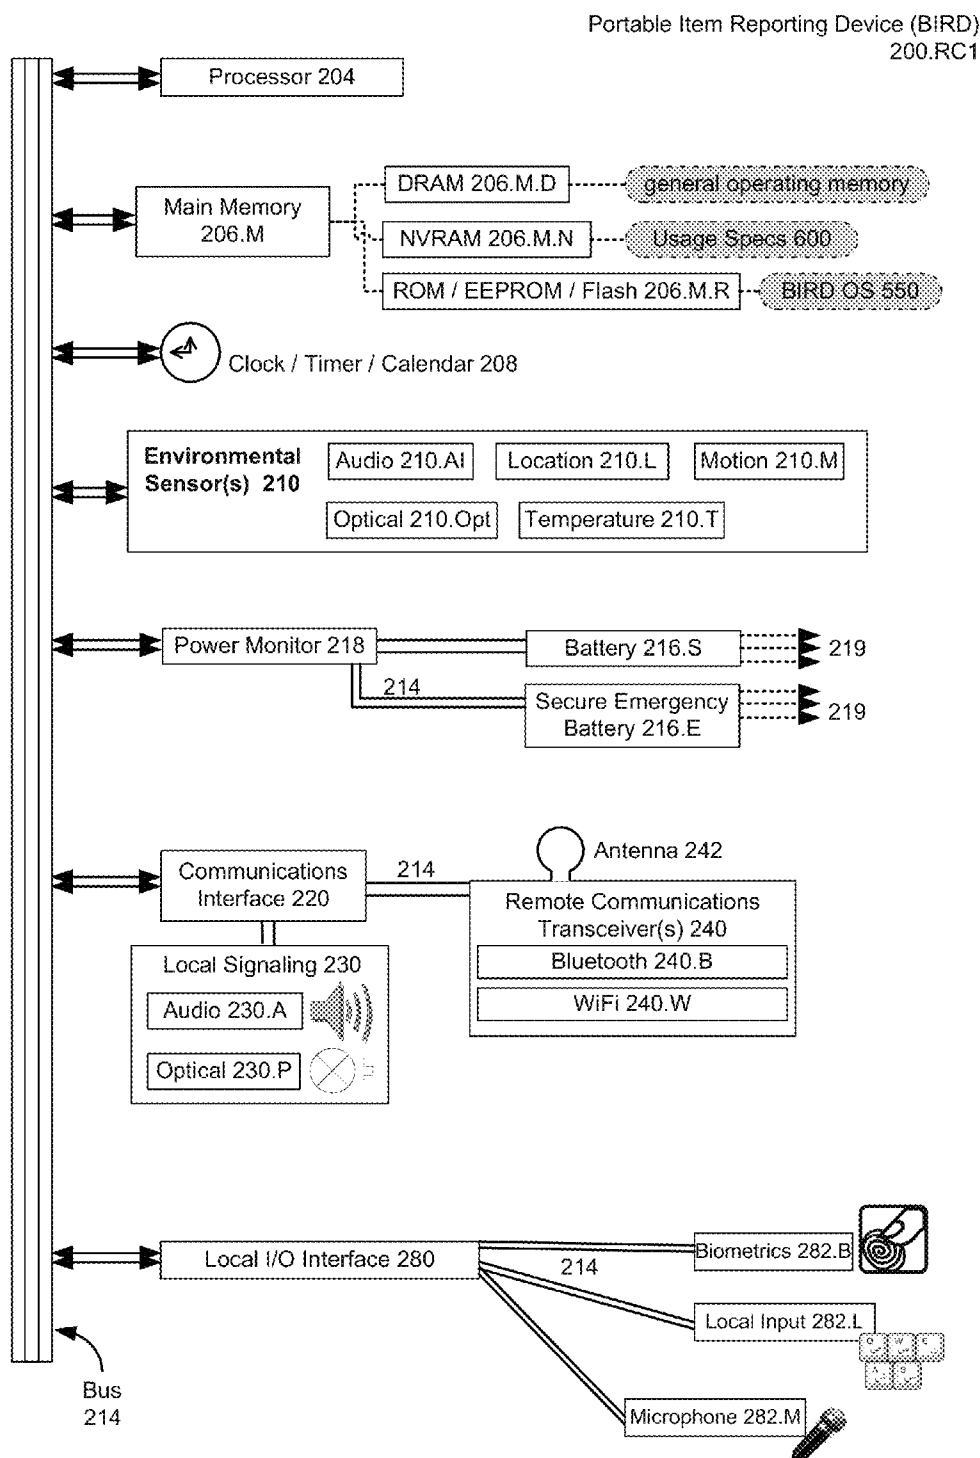 Portable Item Reporting Device (BIRD)
200.RC1
Processor 204
Main Memory
206.M
DRAM 206.M.D
general operating memory
NVRAM 206.M.N
Usage Specs 600
ROM / EEPROM / Flash 206.M.R
BIRD OS 550
Clock / Timer / Calendar 208
Environmental
Sensor(s) 210
Audio 210.AI
Location 210.L
Motion 210.M
Optical 210.Opt
Temperature 210.T
Power Monitor 218
Battery 216.S
219
214
Secure Emergency
Battery 216.E
219
Antenna 242
Communications
Interface 220
214
Remote Communications
Transceiver(s) 240
Bluetooth 240.B
WiFi 240.W
Local Signaling 230
Audio 230.A
Optical 230.P
Local I/O Interface 280
214
Biometrics 282.B
Local Input 282.L
Q W E
A S
Microphone 282.M
Bus
214